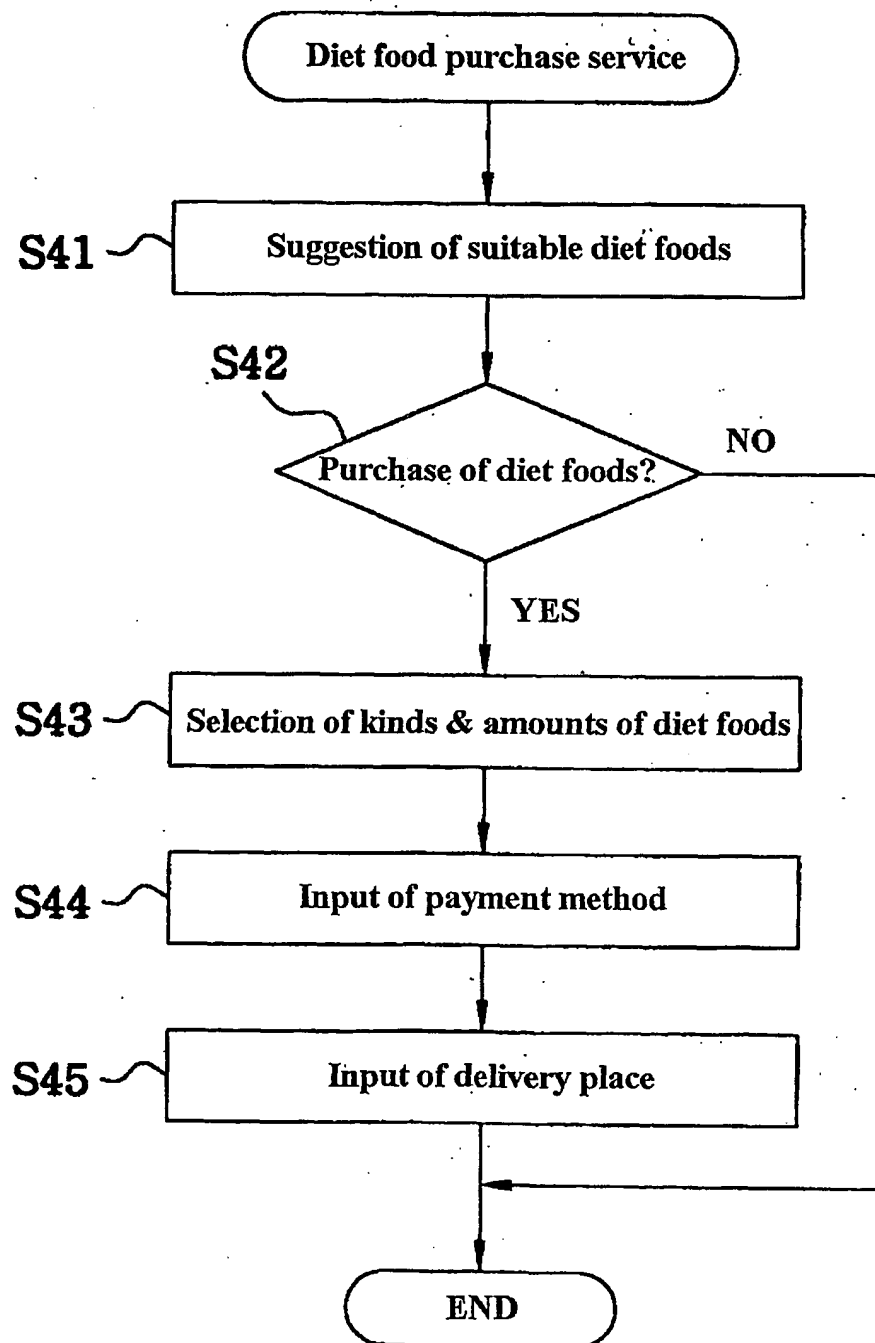 Diet food purchase service
S41
Suggestion of suitable diet foods
S42
Purchase of diet foods?
NO
YES
S43
Selection of kinds & amounts of diet foods
S44
Input of payment method
S45
Input of delivery place
END